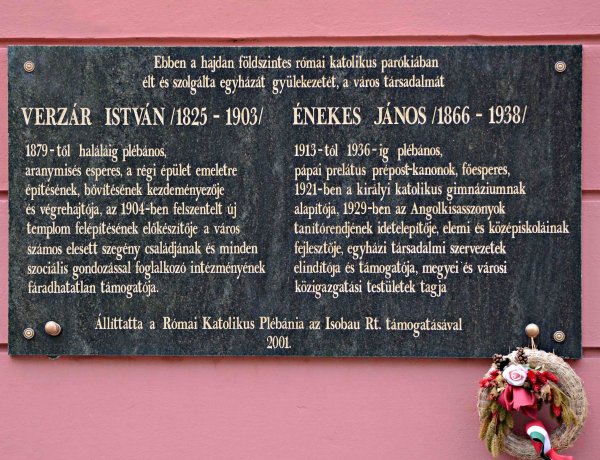 Ebben a hajdan földszintes római katolikus parókiában
élt és szolgálta egyházát gyülekezetét, a város társadalmát
VERZÁR ISTVÁN /1825 - 1903/
1879-től haláláig plébános,
aranymisés esperes, a régi épület emeletre
építésének, bővítésének kezdeményezője
és végrehajtója, az 1904-ben felszentelt új
templom felépítésének előkészítője a város
számos elesett szegény családjának és minden
szociális gondozással foglalkozó intézményének
fáradhatatlan támogatója.
ÉNEKES JÁNOS /1866 - 1938/
1913-tól 1936-ig plébános,
pápai prelátus prépost-kanonok, főesperes,
1921-ben a királyi katolikus gimnáziumnak
alapítója, 1929-ben az Angolkisasszonyok
tanítórendjének idetelepítője, elemi és középiskoláinak
fejlesztője, egyházi társadalmi szervezetek
elindítója és támogatója, megyei és városi
közigazgatási testületek tagja
Állíttatta a Római Katolikus Plébánia az Isobau Rt. támogatásával
2001.